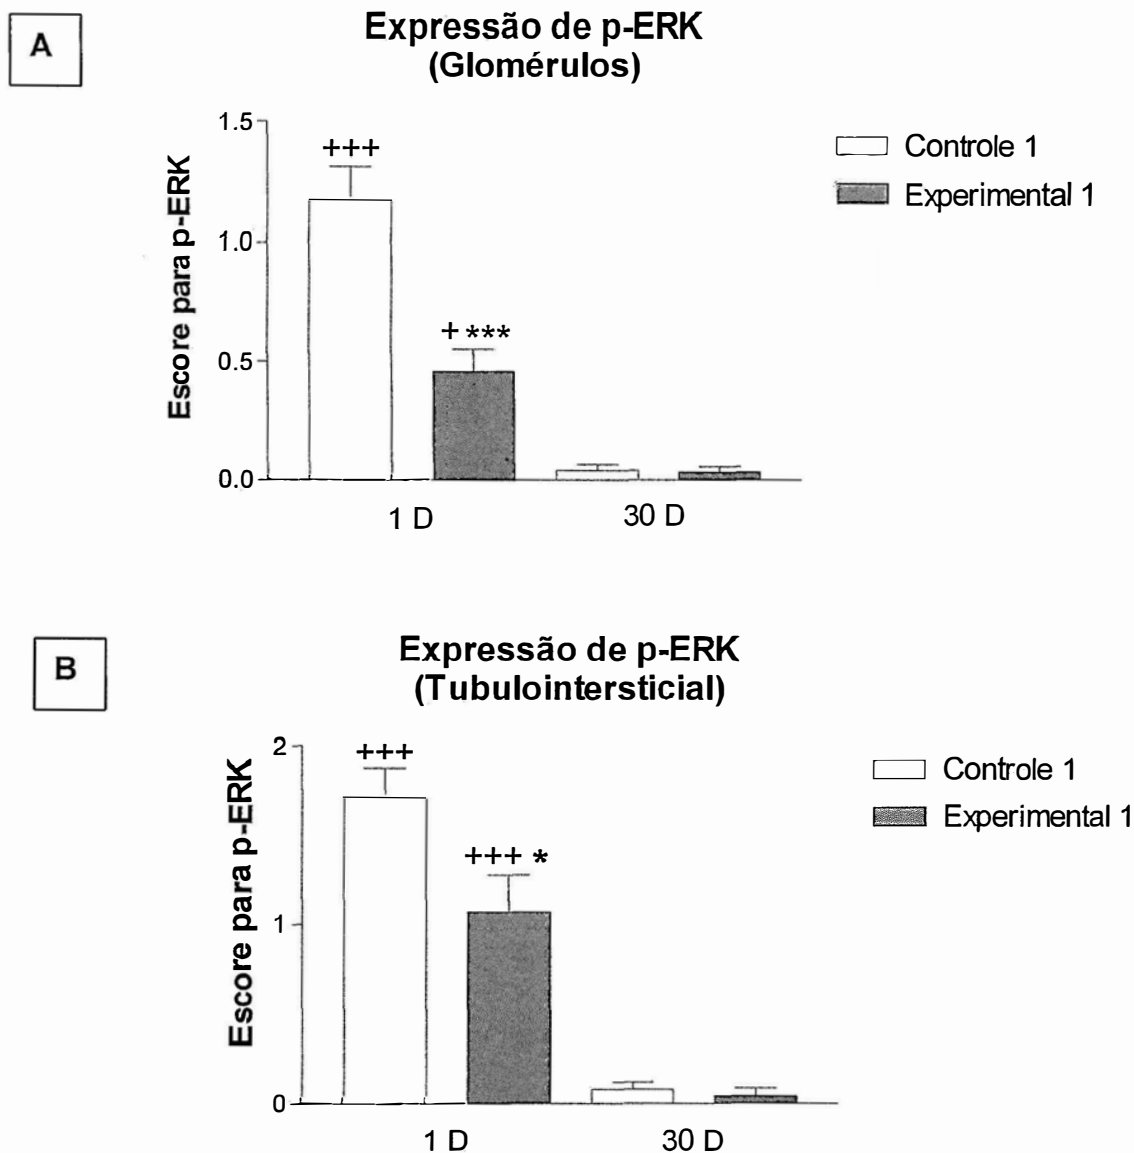 A
Expressão de p-ERK
(Glomérulos)
Escore para p-ERK
1.5
1.0
0.5
0.0
+++
+ ***
1 D
30 D
Controle 1
Experimental 1
B
Expressão de p-ERK
(Tubulointersticial)
Escore para p-ERK
2
1
0
+++
+++ *
1 D
30 D
Controle 1
Experimental 1